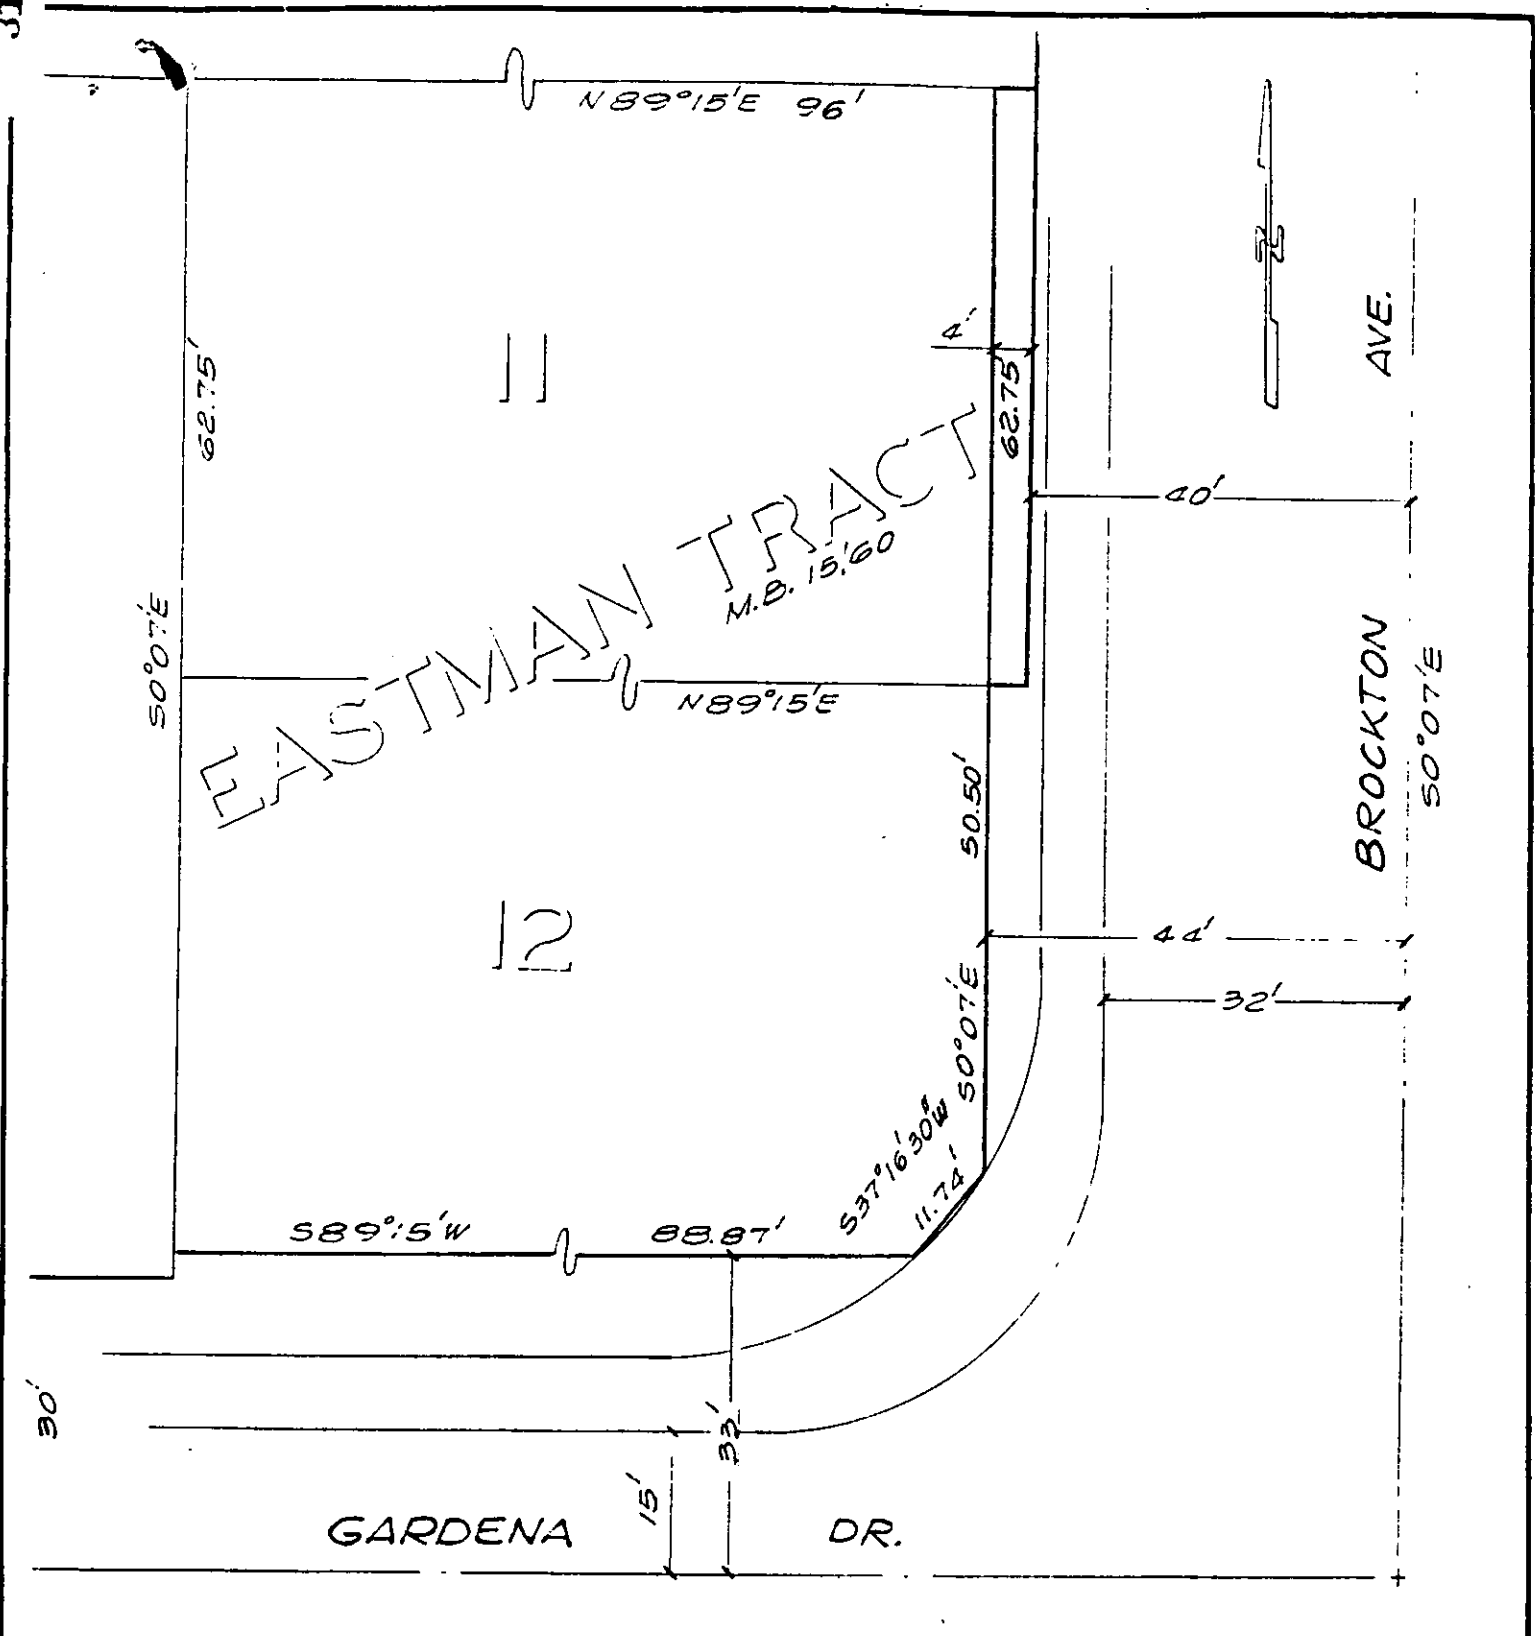 N89°15'E 96'
11
62.75'
4'
62.75'
AVE.
40'
EASTMAN TRACT
M.B. 15/60
S0°07'E
N89°15'E
BROCKTON
S0°07'E
50.50'
12
44'
S0°07'E
32'
S37°16'30"W
11.74'
S89°15'W 88.87'
30'
33'
15'
GARDENA DR.